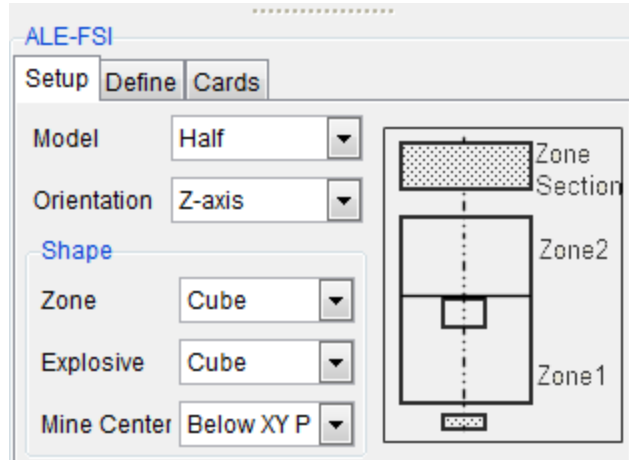 ALE-FSI
Setup Define Cards
Model Half
Orientation Z-axis
Shape
Zone Cube
Explosive Cube
Mine Center Below XY P
Zone
Section
Zone2
Zone1